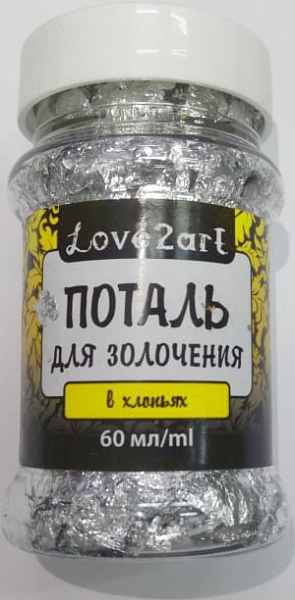 Love2art
ПОТАЛЬ
ДЛЯ ЗОЛОЧЕНИЯ
в хлопьях
60 мл/ml